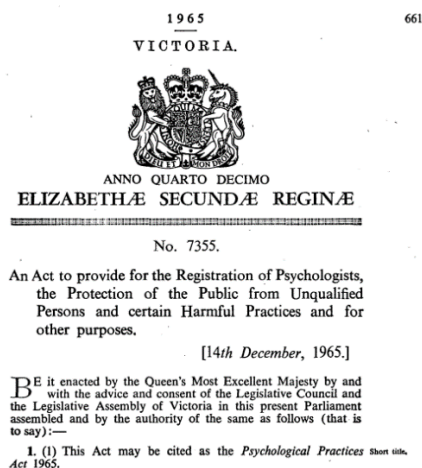 1965
661
VICTORIA.
DIEU ET MON DROIT
ANNO QUARTO DECIMO
ELIZABETHÆ SECUNDÆ REGINÆ
No. 7355.
An Act to provide for the Registration of Psychologists,
the Protection of the Public from Unqualified
Persons and certain Harmful Practices and for
other purposes.
[14th December, 1965.]
BE it enacted by the Queen's Most Excellent Majesty by and
with the advice and consent of the Legislative Council and
the Legislative Assembly of Victoria in this present Parliament
assembled and by the authority of the same as follows (that is
to say):—
1. (1) This Act may be cited as the Psychological Practices Short title.
Act 1965.